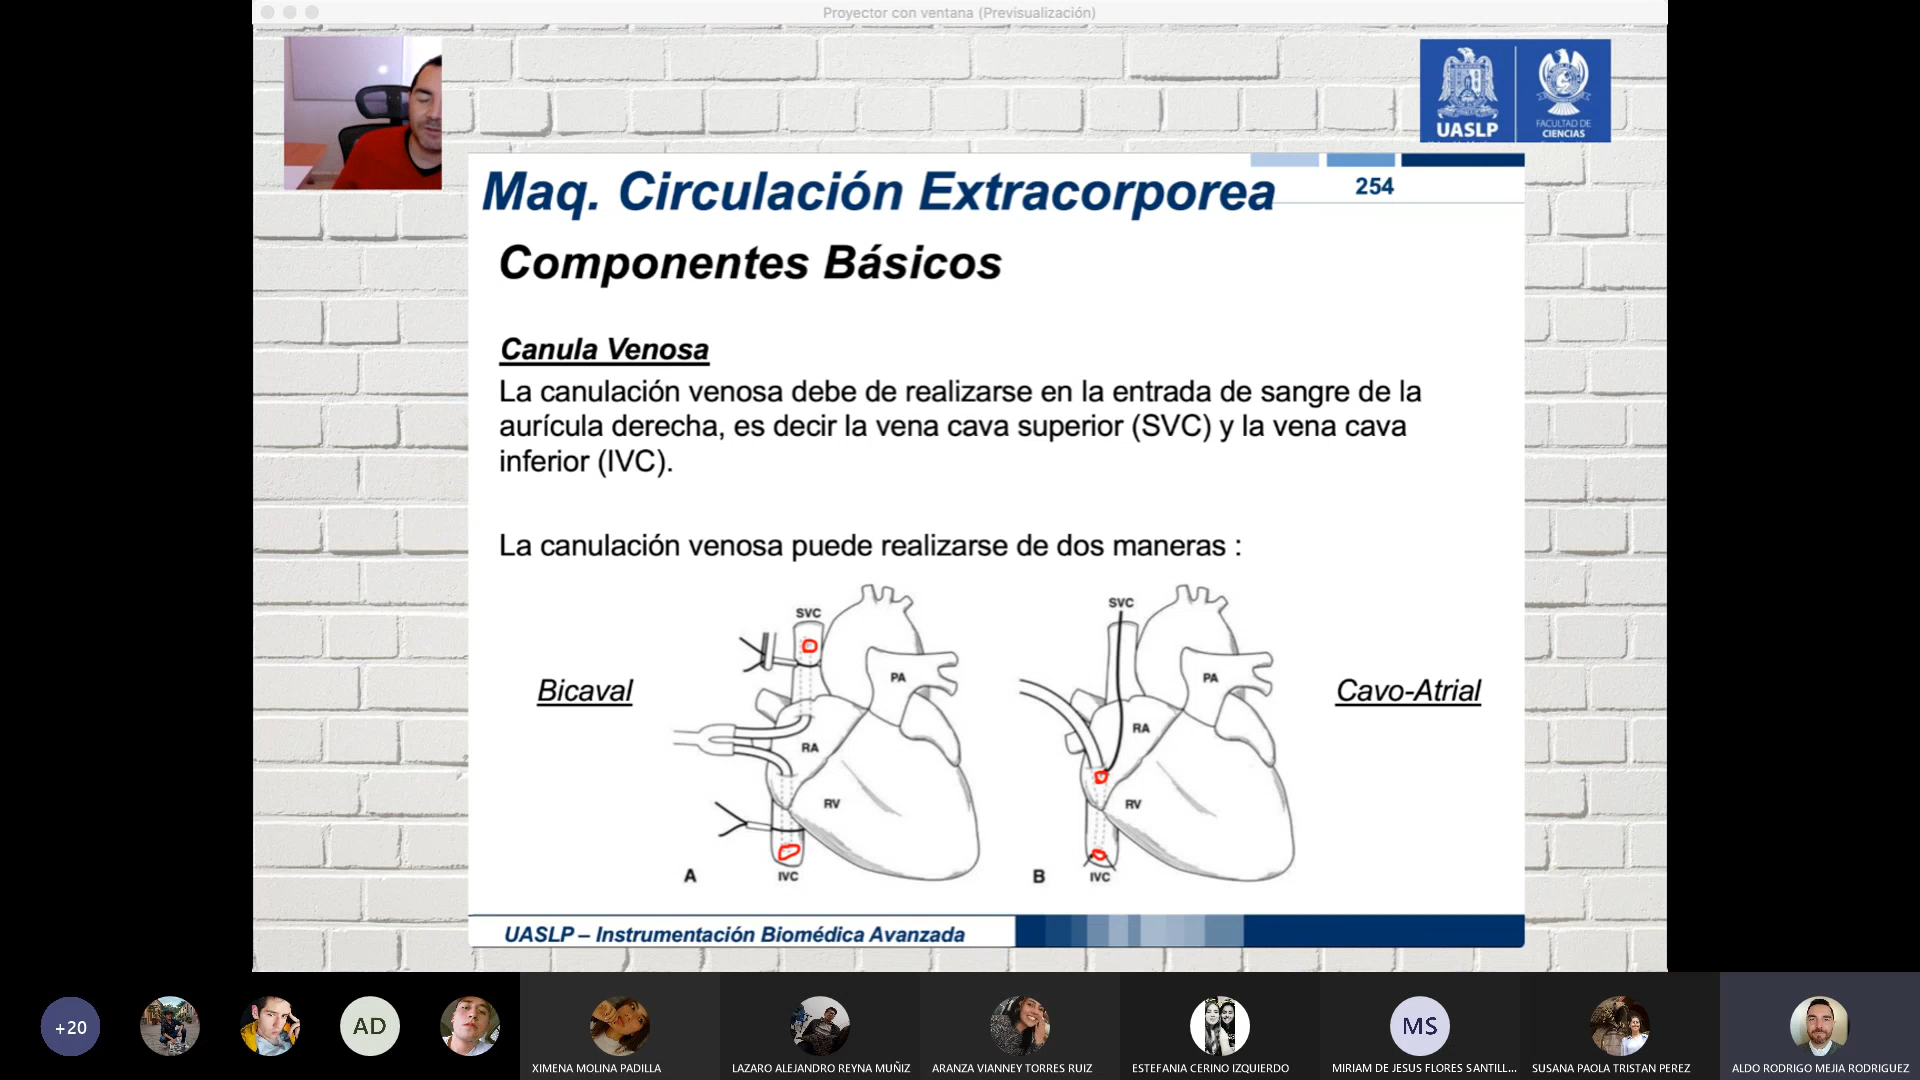 Proyector con ventana (Previsualización)
UASLP
FACULTAD DE
CIENCIAS
Maq. Circulación Extracorporea
254
Componentes Básicos
Canula Venosa
La canulación venosa debe de realizarse en la entrada de sangre de la
aurícula derecha, es decir la vena cava superior (SVC) y la vena cava
inferior (IVC).
La canulación venosa puede realizarse de dos maneras :
Bicaval
SVC
PA
RA
RV
A
IVC
SVC
PA
RA
RV
B
IVC
Cavo-Atrial
UASLP – Instrumentación Biomédica Avanzada
+20
AD
MS
XIMENA MOLINA PADILLA
LAZARO ALEJANDRO REYNA MUÑIZ
ARANZA VIANNEY TORRES RUIZ
ESTEFANIA CERINO IZQUIERDO
MIRIAM DE JESUS FLORES SANTILL...
SUSANA PAOLA TRISTAN PEREZ
ALDO RODRIGO MEJIA RODRIGUEZ